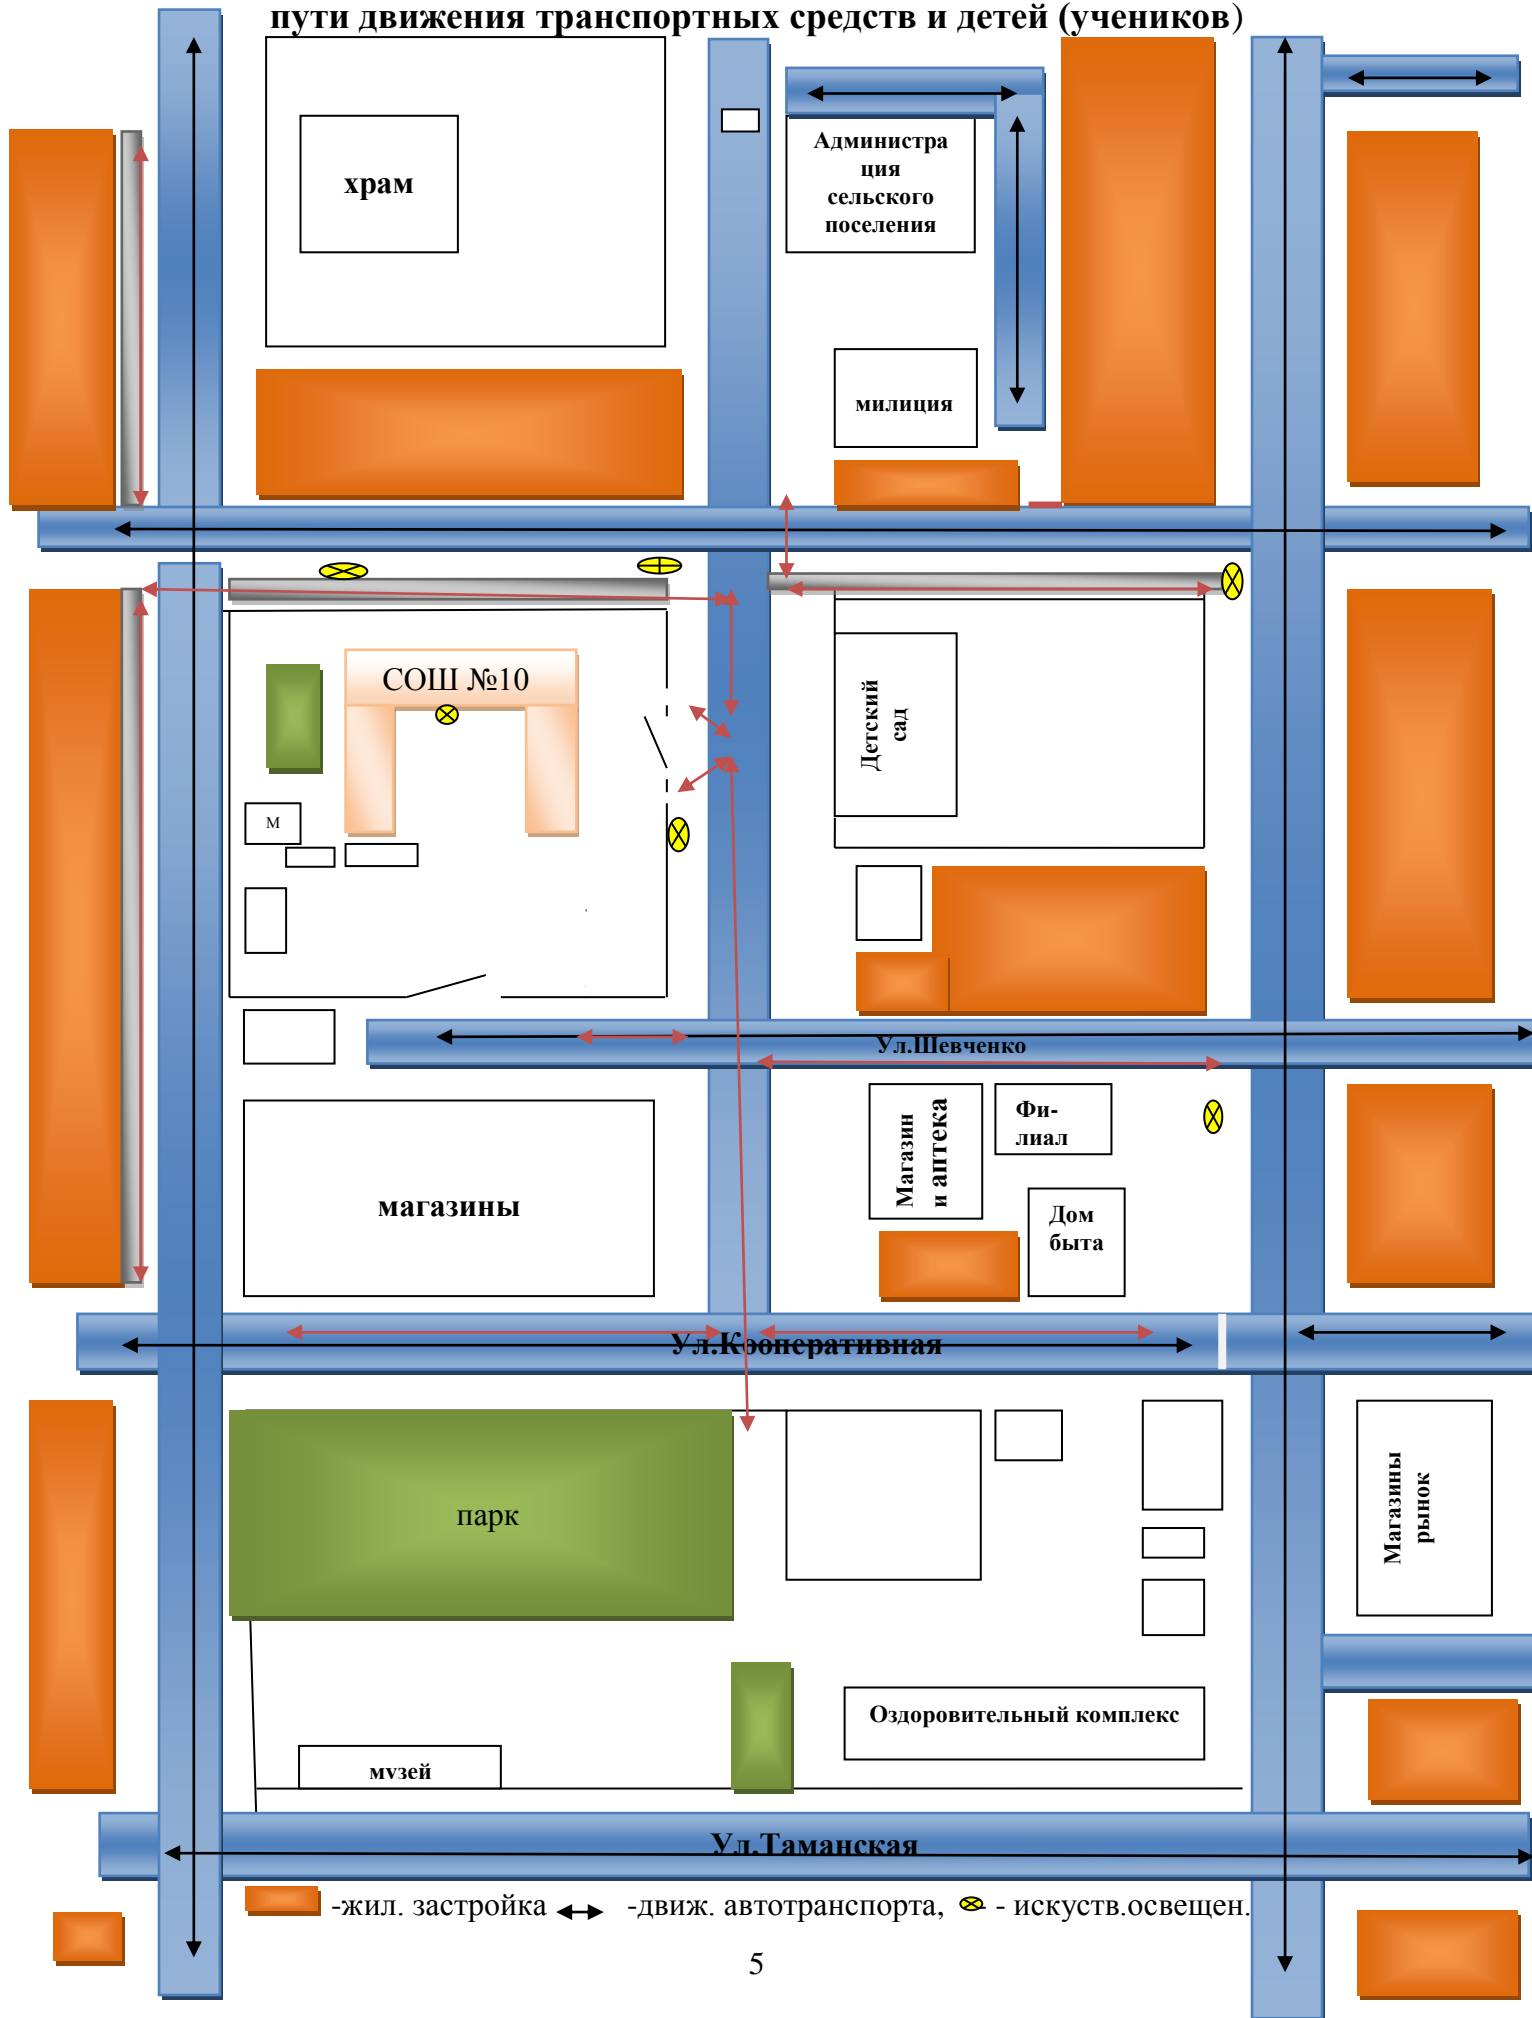 пути движения транспортных средств и детей (учеников)
Администра
ция
сельского
поселения
храм
милиция
СОШ №10
Детский
сад
М
Ул.Шевченко
Магазин
и аптека
Фи-
лиал
магазины
Дом
быта
Ул.Кооперативная
парк
Магазины
рынок
Оздоровительный комплекс
музей
Ул.Таманская
-жил. застройка -движ. автотранспорта, - искуств.освещен.
5